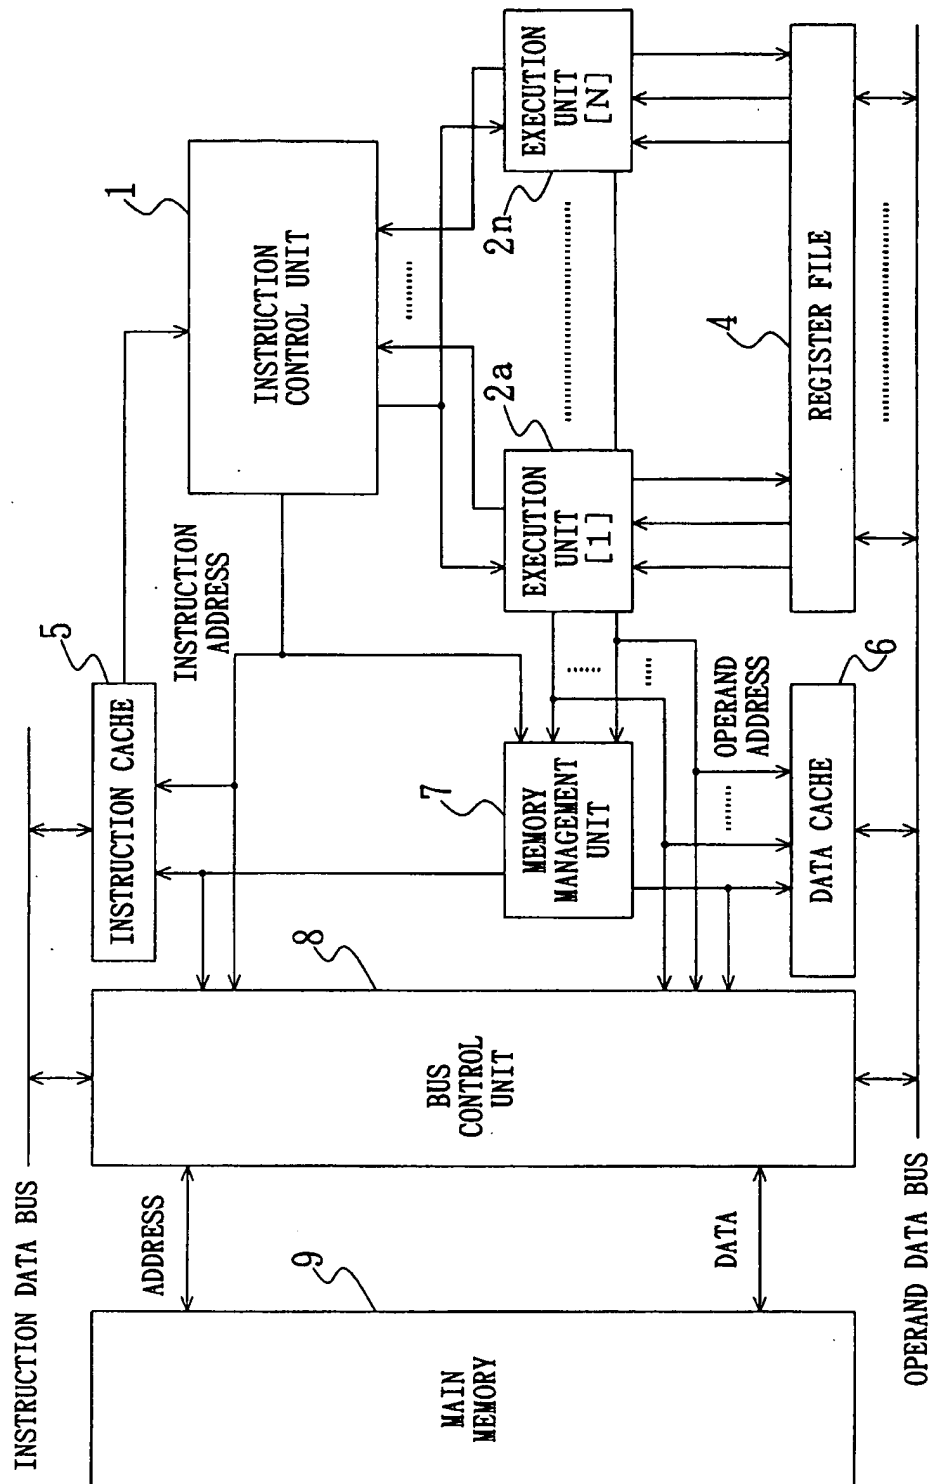 INSTRUCTION DATA BUS
MAIN
MEMORY
9
ADDRESS
DATA
BUS
CONTROL
UNIT
8
INSTRUCTION CACHE
5
INSTRUCTION
ADDRESS
MEMORY
MANAGEMENT
UNIT
7
OPERAND
ADDRESS
DATA CACHE
6
INSTRUCTION
CONTROL UNIT
1
EXECUTION
UNIT
[1]
2a
EXECUTION
UNIT
[N]
2n
REGISTER FILE
4
OPERAND DATA BUS